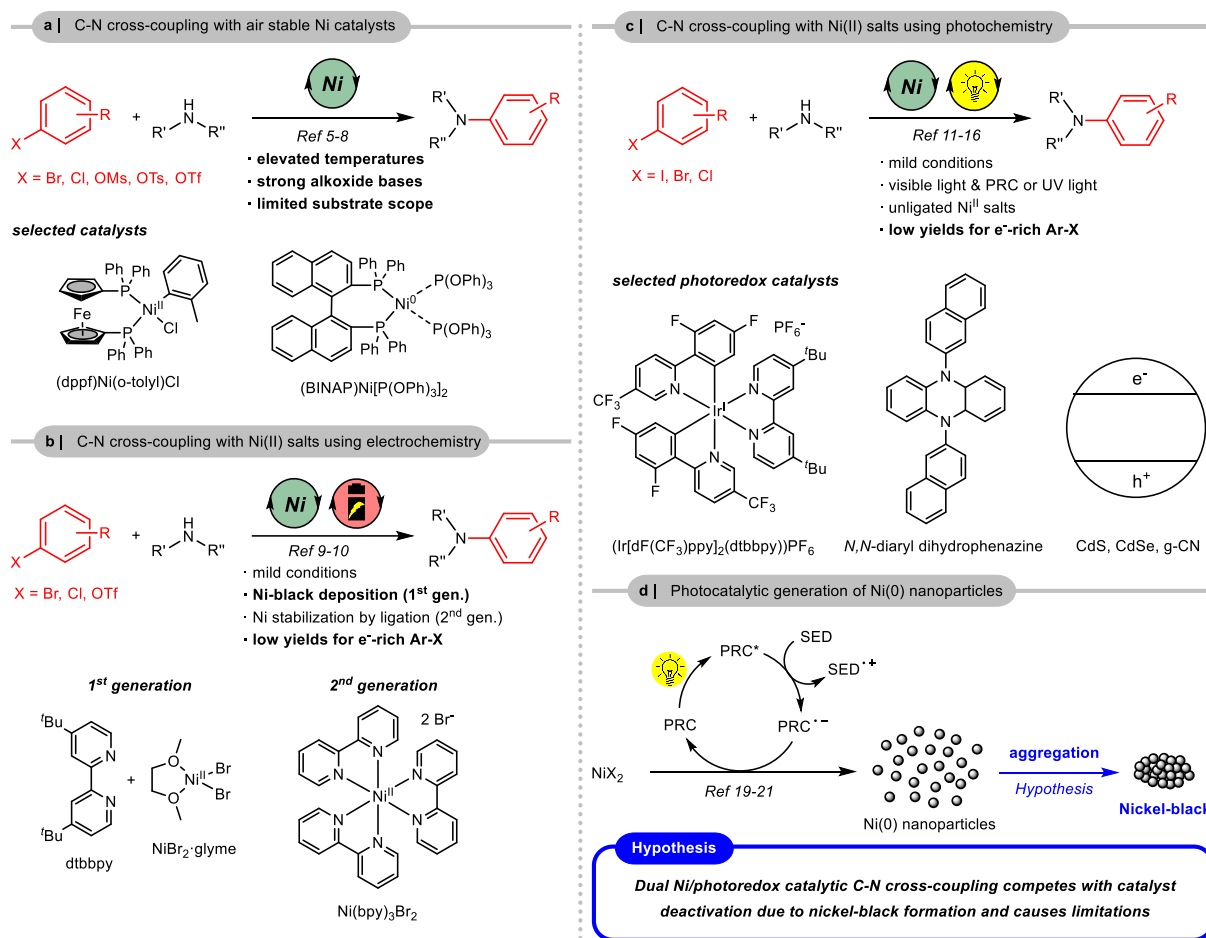 a | C-N cross-coupling with air stable Ni catalysts
Ni
X
R
+
H
N
R'
R"
Ref 5-8
R'
N
R"
R
X = Br, Cl, OMs, OTs, OTf
· elevated temperatures
· strong alkoxide bases
· limited substrate scope
selected catalysts
Ph Ph
P
Fe
Ni^II
Cl
P
Ph Ph
(dppf)Ni(o-tolyl)Cl
Ph Ph
P
P(OPh)3
Ni^0
P(OPh)3
P
Ph Ph
(BINAP)Ni[P(OPh)3]2
b | C-N cross-coupling with Ni(II) salts using electrochemistry
Ni
X
R
+
H
N
R'
R"
Ref 9-10
R'
N
R"
R
X = Br, Cl, OTf
· mild conditions
· Ni-black deposition (1st gen.)
· Ni stabilization by ligation (2nd gen.)
· low yields for e--rich Ar-X
1st generation
2nd generation
tBu
N
N
tBu
dtbbpy
+
O
O
Ni^II
Br
Br
NiBr2·glyme
2 Br-
N
N
N
Ni^II
N
N
N
Ni(bpy)3Br2
c | C-N cross-coupling with Ni(II) salts using photochemistry
Ni
X
R
+
H
N
R'
R"
Ref 11-16
R'
N
R"
R
X = I, Br, Cl
· mild conditions
· visible light & PRC or UV light
· unligated Ni^II salts
· low yields for e--rich Ar-X
selected photoredox catalysts
F
F
PF6-
tBu
N
N
CF3
Ir^I
F
N
N
tBu
F
CF3
(Ir[dF(CF3)ppy]2(dtbbpy))PF6
N
N
N,N-diaryl dihydrophenazine
e-
h+
CdS, CdSe, g-CN
d | Photocatalytic generation of Ni(0) nanoparticles
PRC*
SED
SED·+
PRC
PRC·-
NiX2
Ref 19-21
Ni(0) nanoparticles
aggregation
Hypothesis
Nickel-black
Hypothesis
Dual Ni/photoredox catalytic C-N cross-coupling competes with catalyst
deactivation due to nickel-black formation and causes limitations